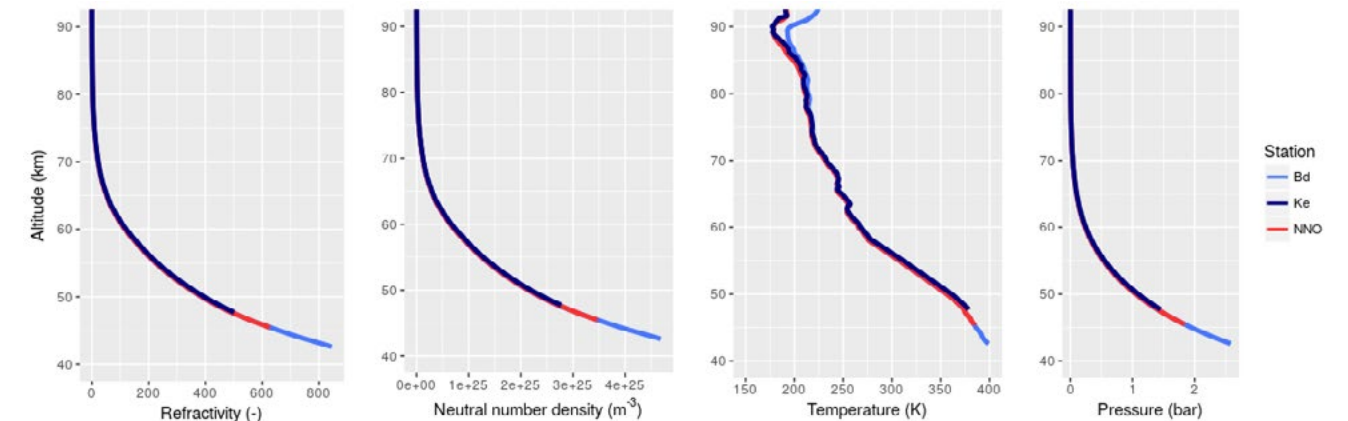 Altitude (km)
90
80
70
60
50
40
0
200
400
600
800
Refractivity (-)
90
80
70
60
50
40
0e+00
1e+25
2e+25
3e+25
4e+25
Neutral number density (m⁻³)
90
80
70
60
50
40
150
200
250
300
350
400
Temperature (K)
90
80
70
60
50
40
0
1
2
Pressure (bar)
Station
Bd
Ke
NNO